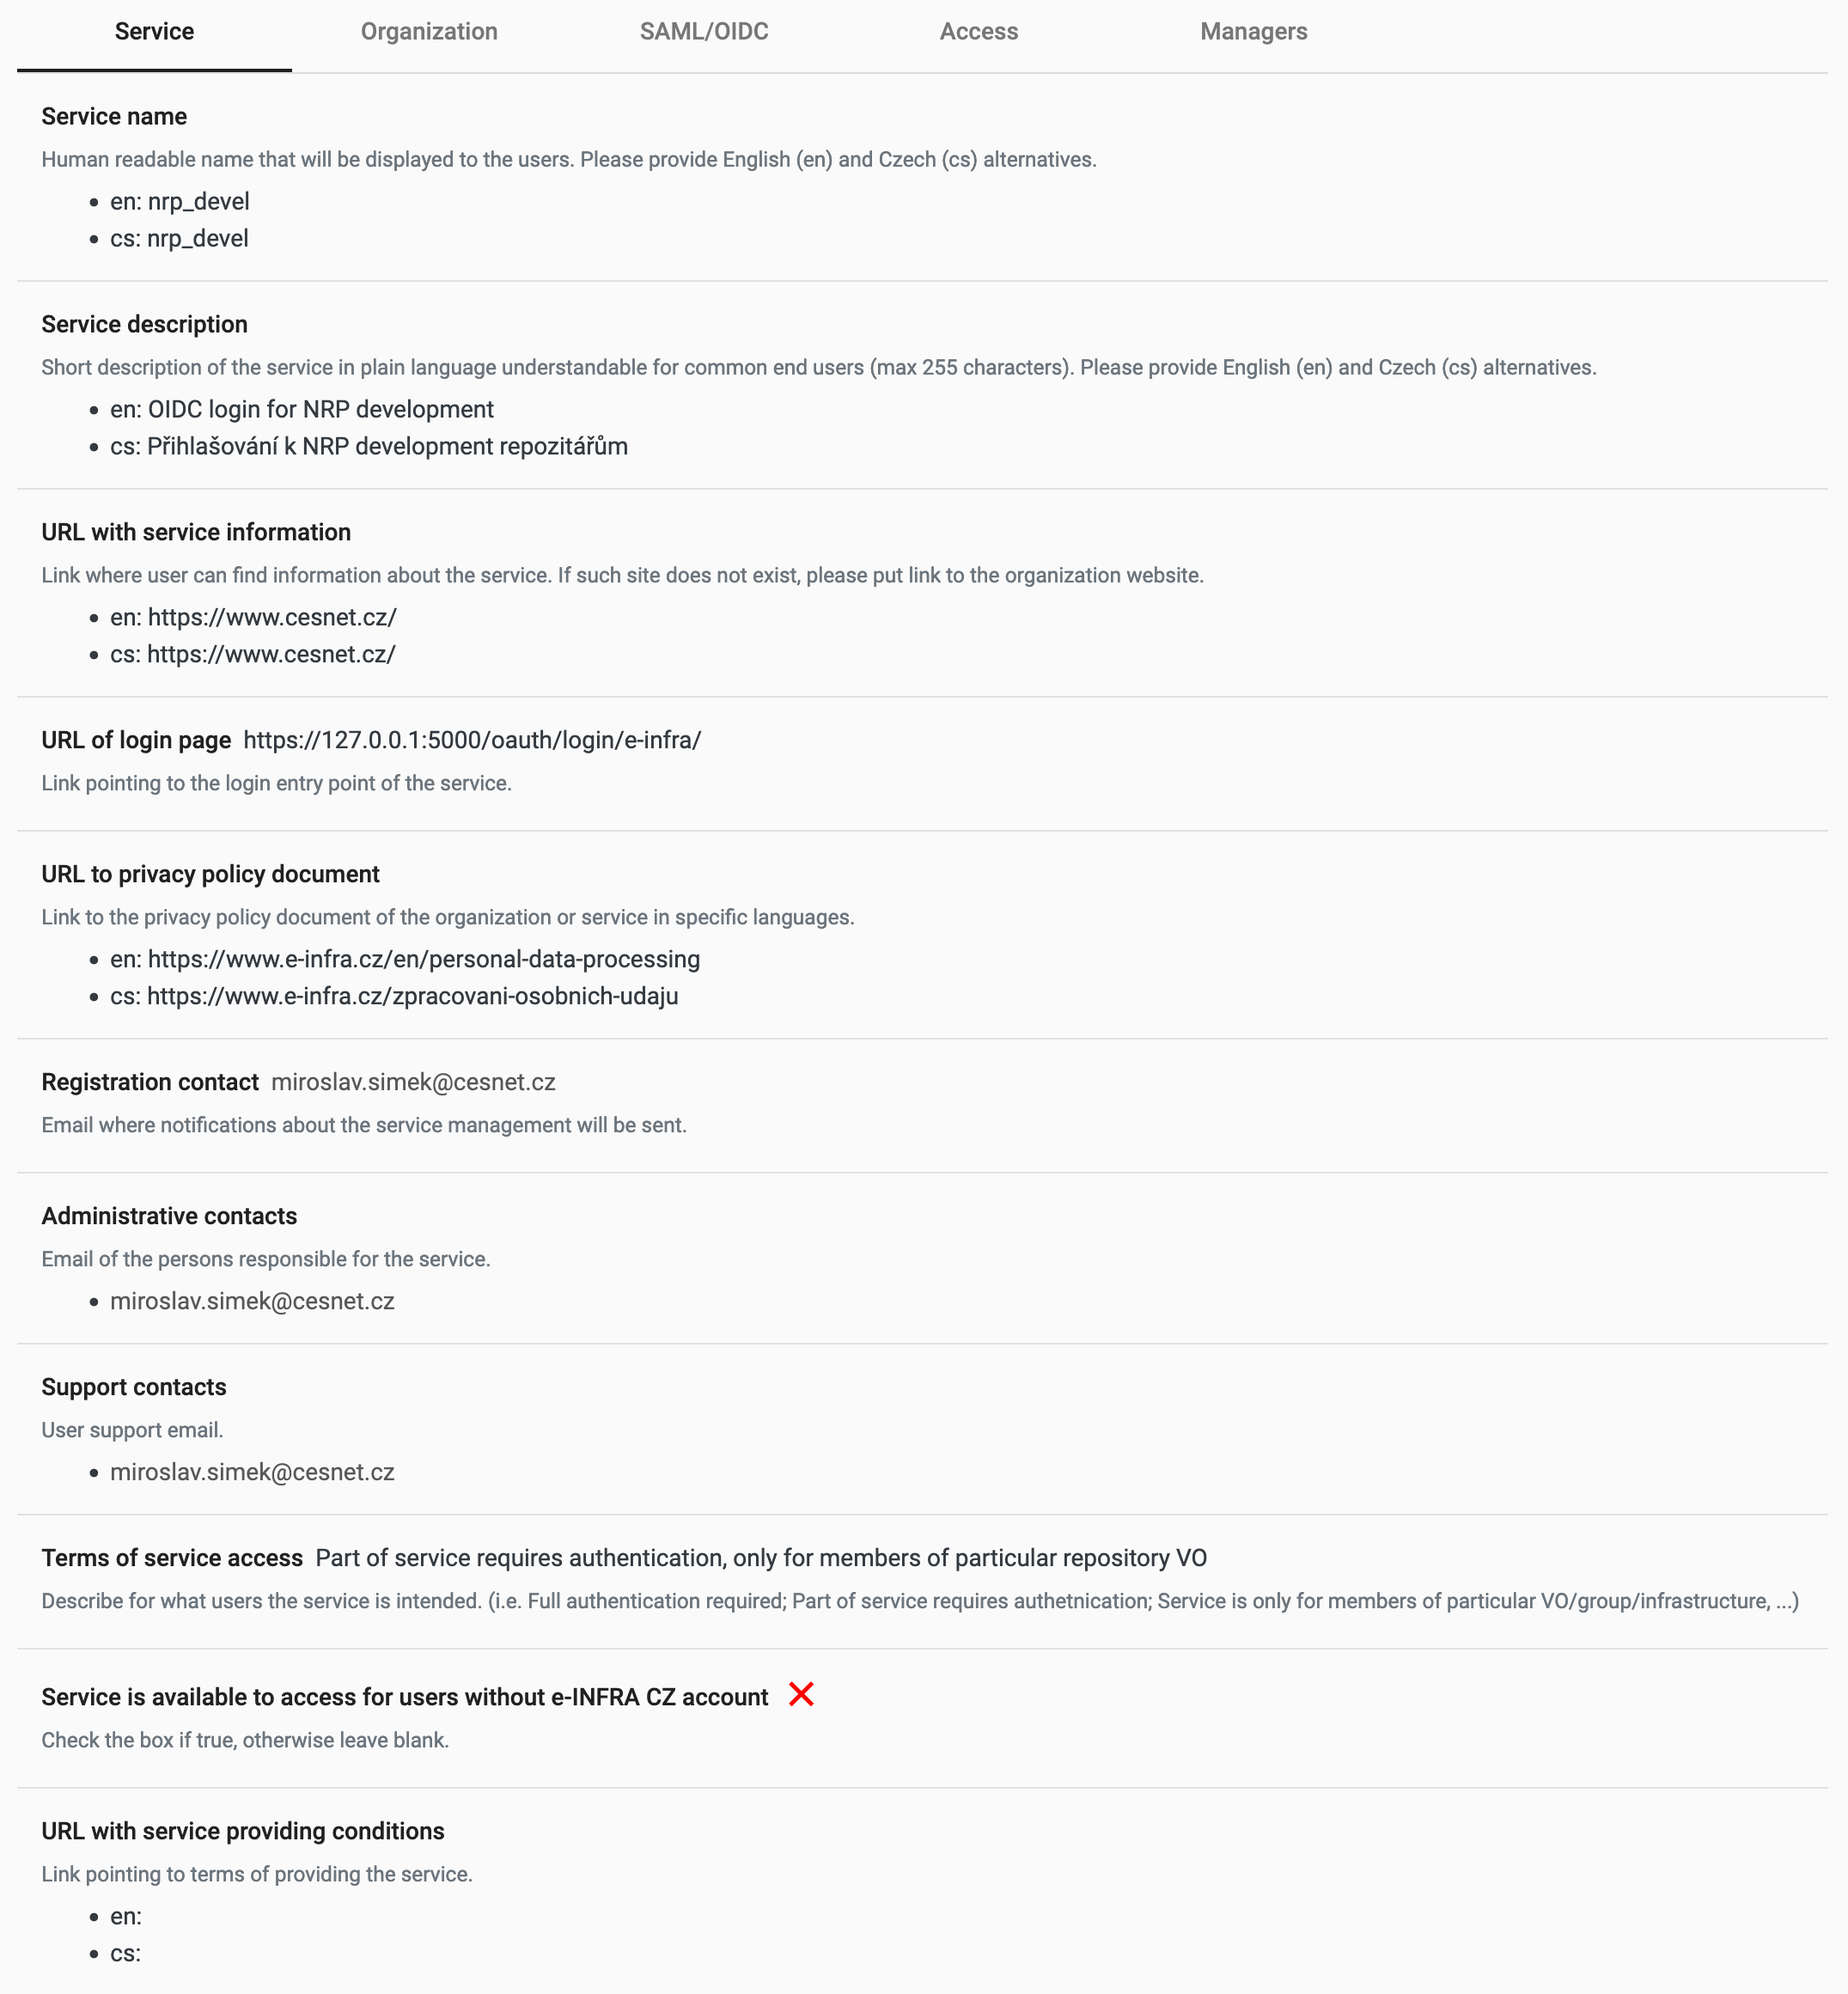 Service Organization SAML/OIDC Access Managers
Service name
Human readable name that will be displayed to the users. Please provide English (en) and Czech (cs) alternatives.
en: nrp_devel
cs: nrp_devel
Service description
Short description of the service in plain language understandable for common end users (max 255 characters). Please provide English (en) and Czech (cs) alternatives.
en: OIDC login for NRP development
cs: Přihlašování k NRP development repozitářům
URL with service information
Link where user can find information about the service. If such site does not exist, please put link to the organization website.
en: https://www.cesnet.cz/
cs: https://www.cesnet.cz/
URL of login page https://127.0.0.1:5000/oauth/login/e-infra/
Link pointing to the login entry point of the service.
URL to privacy policy document
Link to the privacy policy document of the organization or service in specific languages.
en: https://www.e-infra.cz/en/personal-data-processing
cs: https://www.e-infra.cz/zpracovani-osobnich-udaju
Registration contact miroslav.simek@cesnet.cz
Email where notifications about the service management will be sent.
Administrative contacts
Email of the persons responsible for the service.
miroslav.simek@cesnet.cz
Support contacts
User support email.
miroslav.simek@cesnet.cz
Terms of service access Part of service requires authentication, only for members of particular repository VO
Describe for what users the service is intended. (i.e. Full authentication required; Part of service requires authetnication; Service is only for members of particular VO/group/infrastructure, ...)
Service is available to access for users without e-INFRA CZ account
Check the box if true, otherwise leave blank.
URL with service providing conditions
Link pointing to terms of providing the service.
en:
cs: